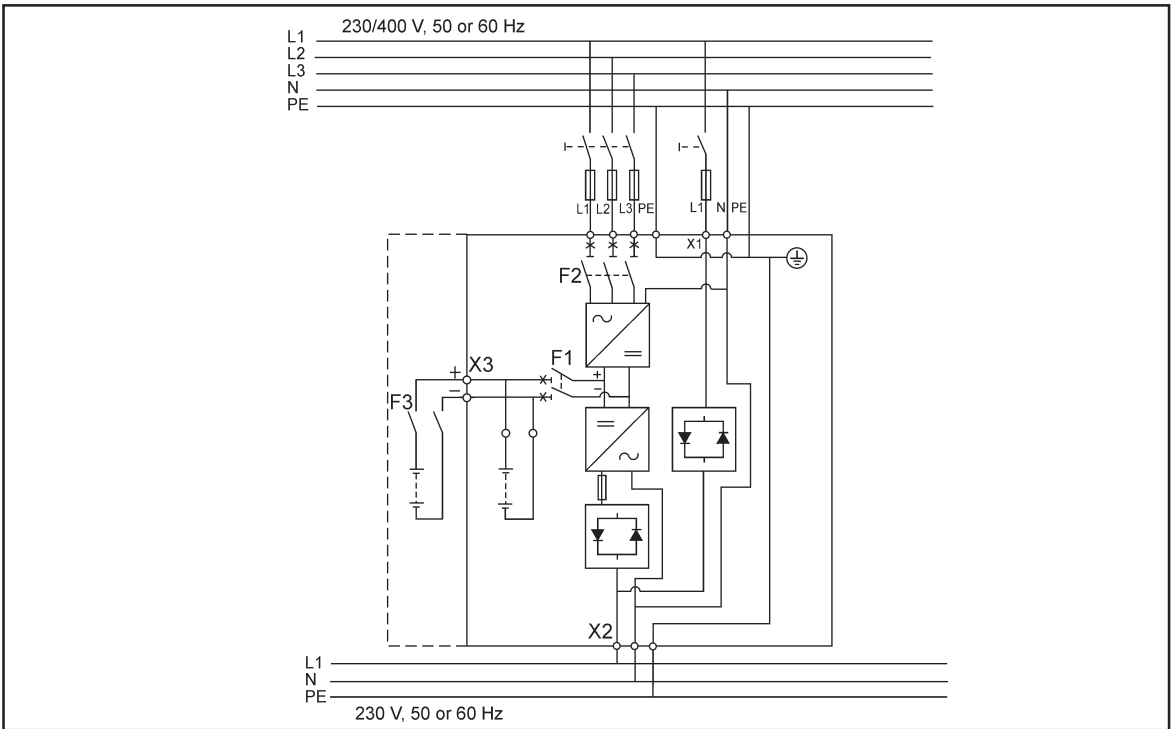 230/400 V, 50 or 60 Hz
L1
L2
L3
N
PE
L1 L2 L3 PE L1 N PE
X1
F2
X3
F1
+ +
− −
F3
X2
L1
N
PE
230 V, 50 or 60 Hz